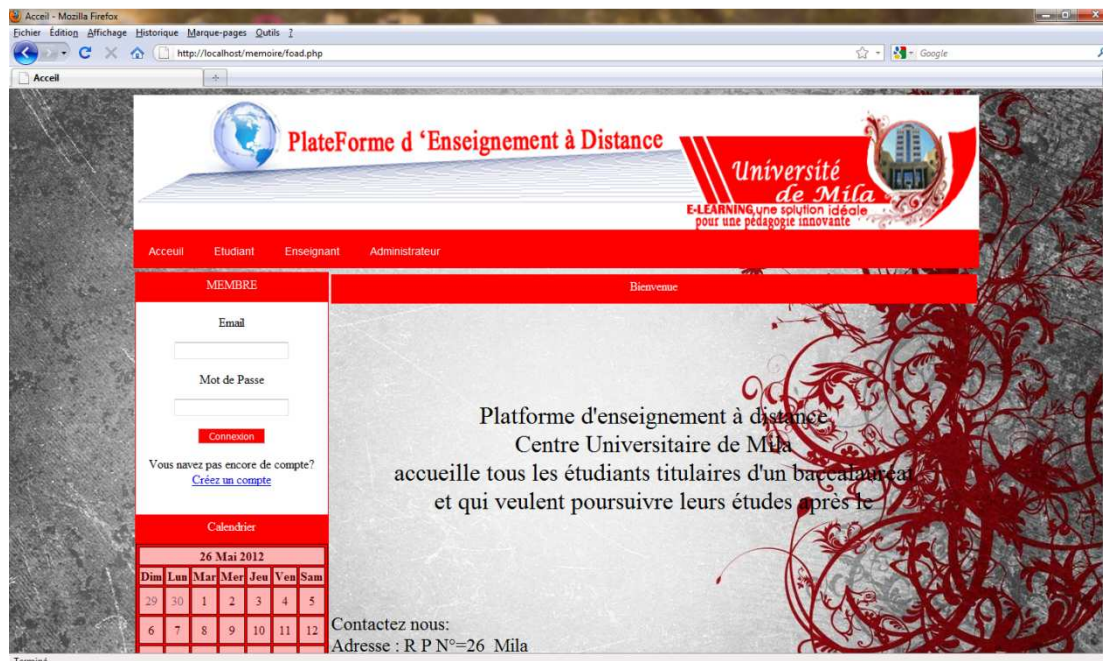 Acceil - Mozilla Firefox
Fichier Édition Affichage Historique Marque-pages Outils ?
http://localhost/memoire/foad.php
Google
Acceil
PlateForme d ‘Enseignement à Distance
Université
de Mila
E-LEARNING,une solution idéale
pour une pédagogie innovante
Acceuil Etudiant Enseignant Administrateur
MEMBRE
Email
Mot de Passe
Connexion
Vous navez pas encore de compte?
Créez un compte
Calendrier
26 Mai 2012
Dim Lun Mar Mer Jeu Ven Sam
29 30 1 2 3 4 5
6 7 8 9 10 11 12
Bienvenue
Platforme d'enseignement à distance
Centre Universitaire de Mila
accueille tous les étudiants titulaires d'un baccalauréat
et qui veulent poursuivre leurs études après le
Contactez nous:
Adresse : R P N°=26 Mila
Terminé